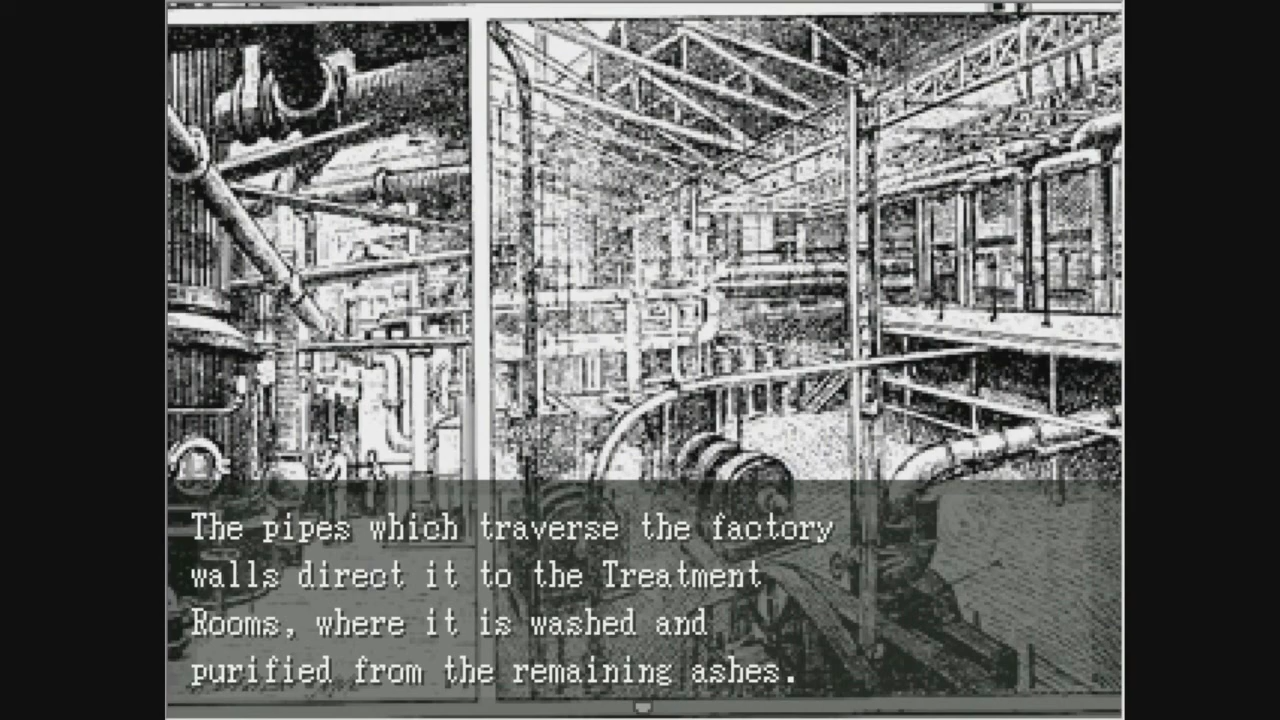 The pipes which traverse the factory
walls direct it to the Treatment
Rooms, where it is washed and
purified from the remaining ashes.